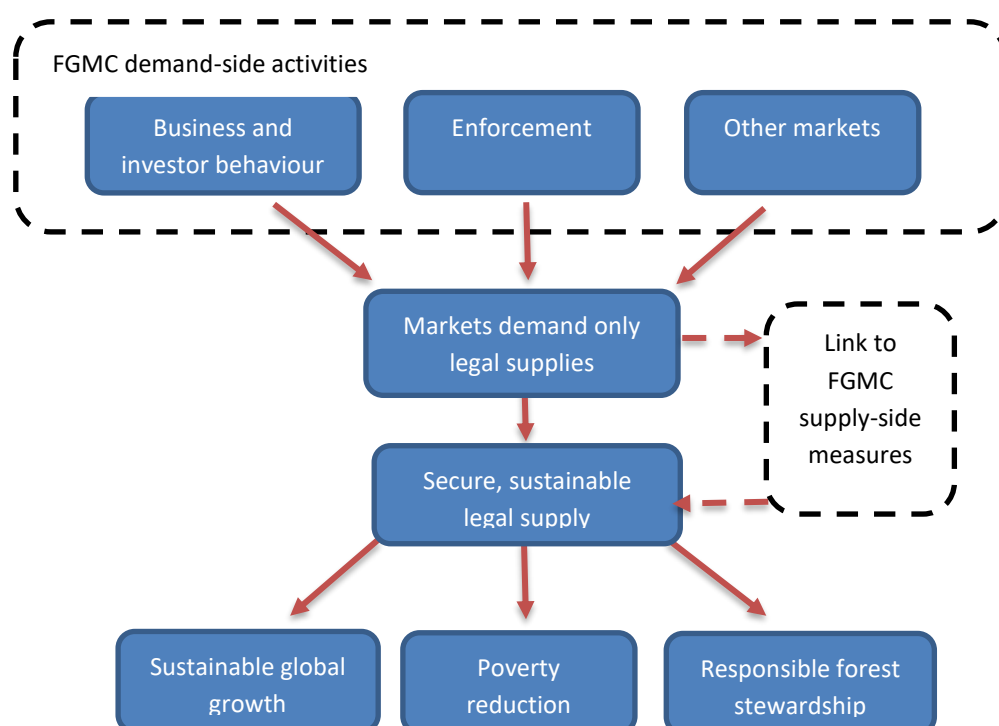 FGMC demand-side activities
Business and
investor behaviour
Enforcement
Other markets
Markets demand only
legal supplies
Link to
FGMC
supply-side
measures
Secure, sustainable
legal supply
Sustainable global
growth
Poverty
reduction
Responsible forest
stewardship